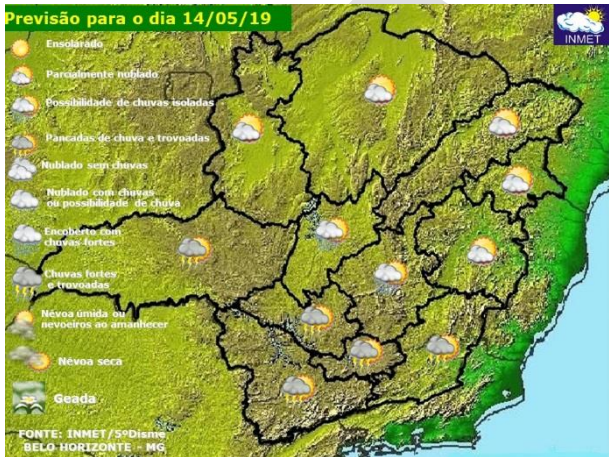 Previsão para o dia 14/05/19
INMET
Ensolarado
Parcialmente nublado
Possibilidade de chuvas isoladas
Pancadas de chuva e trovoadas
Nublado sem chuvas
Nublado com chuvas
ou possibilidade de chuva
Encoberto com
chuvas fortes
Chuvas fortes
e trovoadas
Névoa úmida ou
nevoeiros ao amanhecer
Névoa seca
Geada
FONTE: INMET/5ºDisme
BELO HORIZONTE - MG